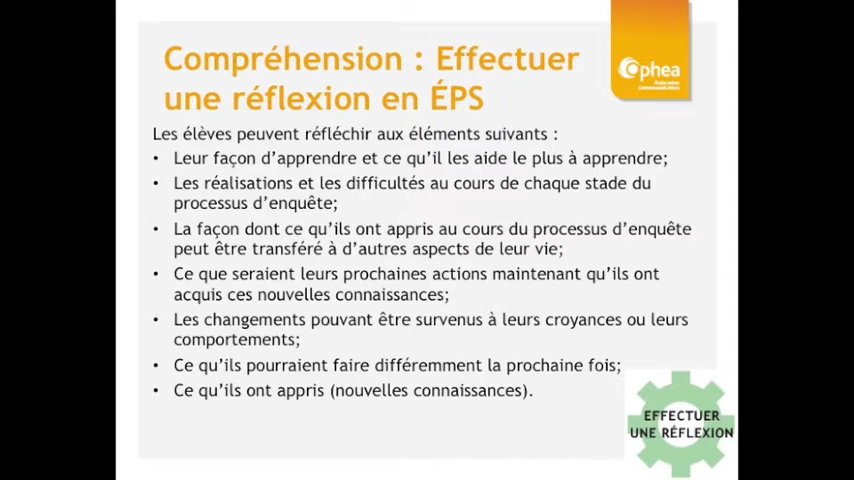 Compréhension : Effectuer
une réflexion en ÉPS
Ophea
Les élèves peuvent réfléchir aux éléments suivants :
• Leur façon d'apprendre et ce qu'il les aide le plus à apprendre;
• Les réalisations et les difficultés au cours de chaque stade du
processus d'enquête;
• La façon dont ce qu'ils ont appris au cours du processus d'enquête
peut être transféré à d'autres aspects de leur vie;
• Ce que seraient leurs prochaines actions maintenant qu'ils ont
acquis ces nouvelles connaissances;
• Les changements pouvant être survenus à leurs croyances ou leurs
comportements;
• Ce qu'ils pourraient faire différemment la prochaine fois;
• Ce qu'ils ont appris (nouvelles connaissances).
EFFECTUER
UNE RÉFLEXION